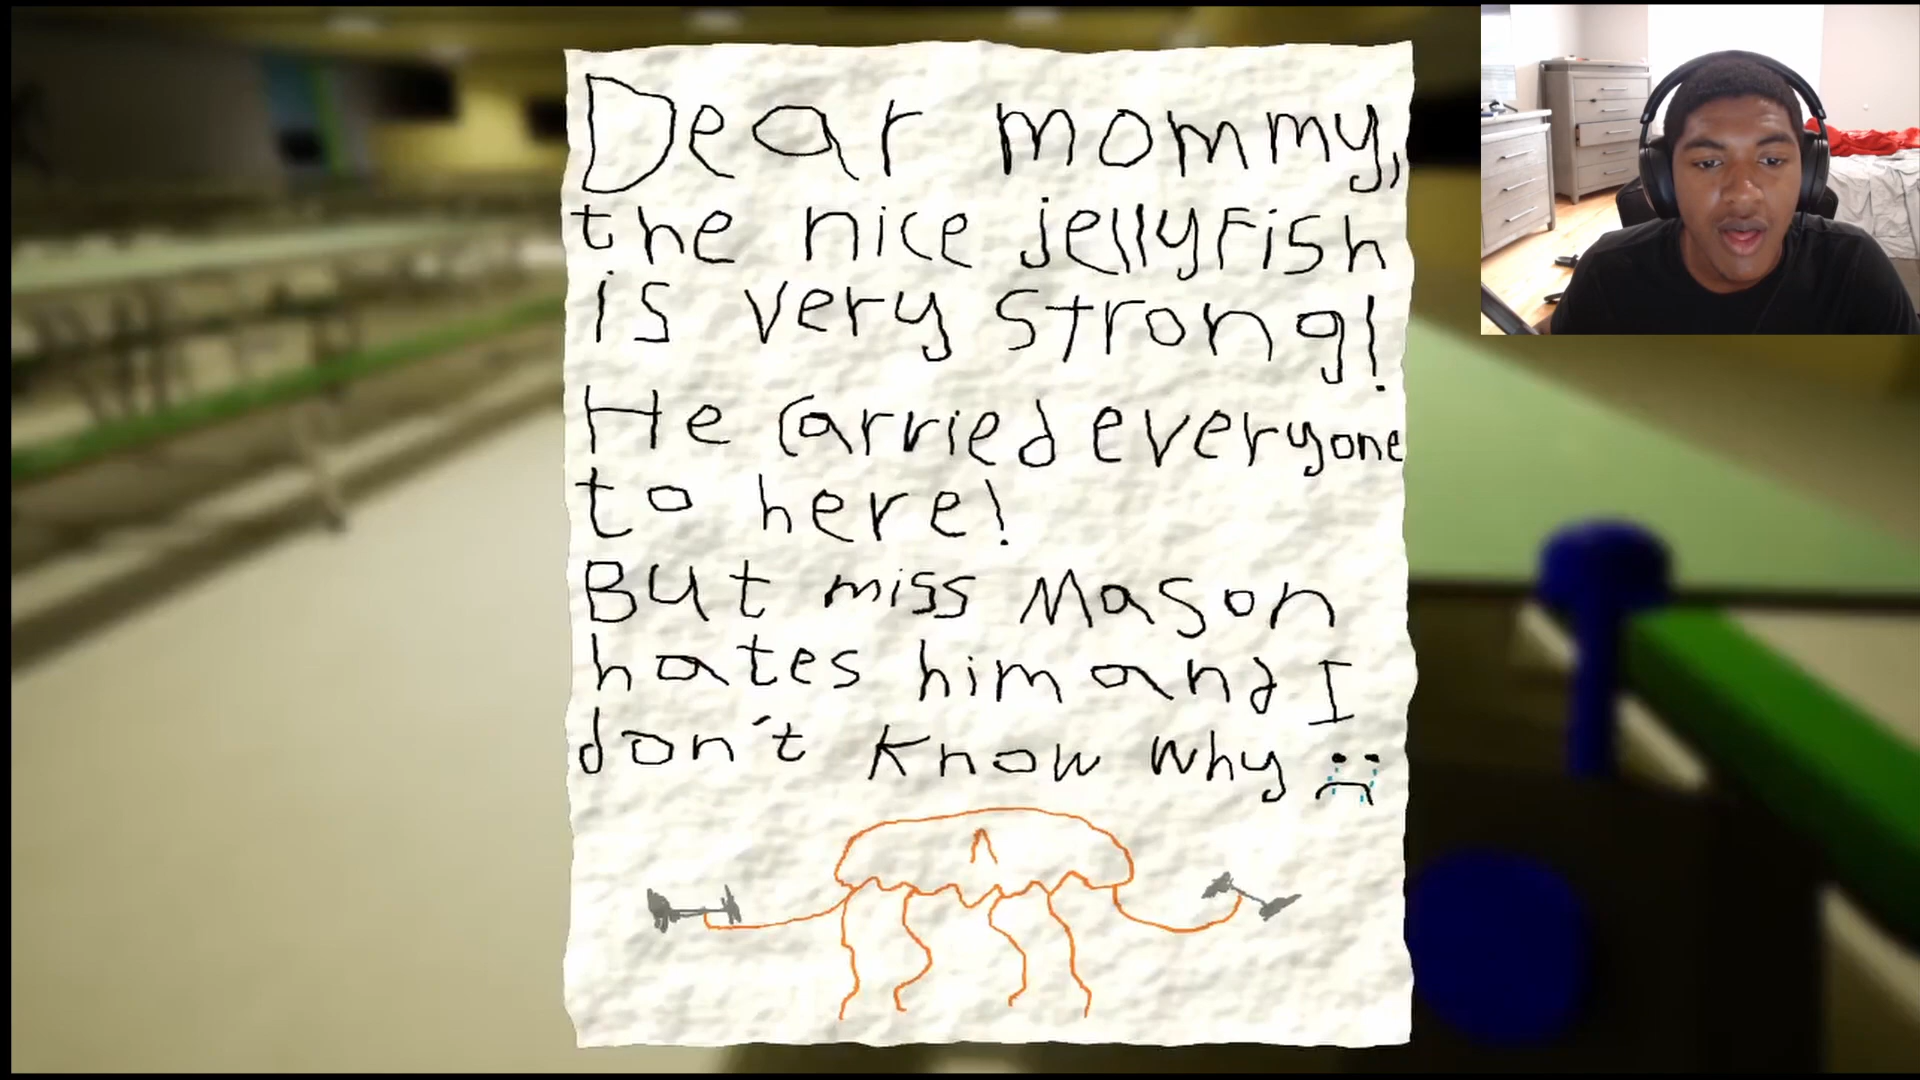 Dear mommy,
the nice jellyfish
is very strong!
He carried everyone
to here!
But miss Mason
hates him and I
don't know why